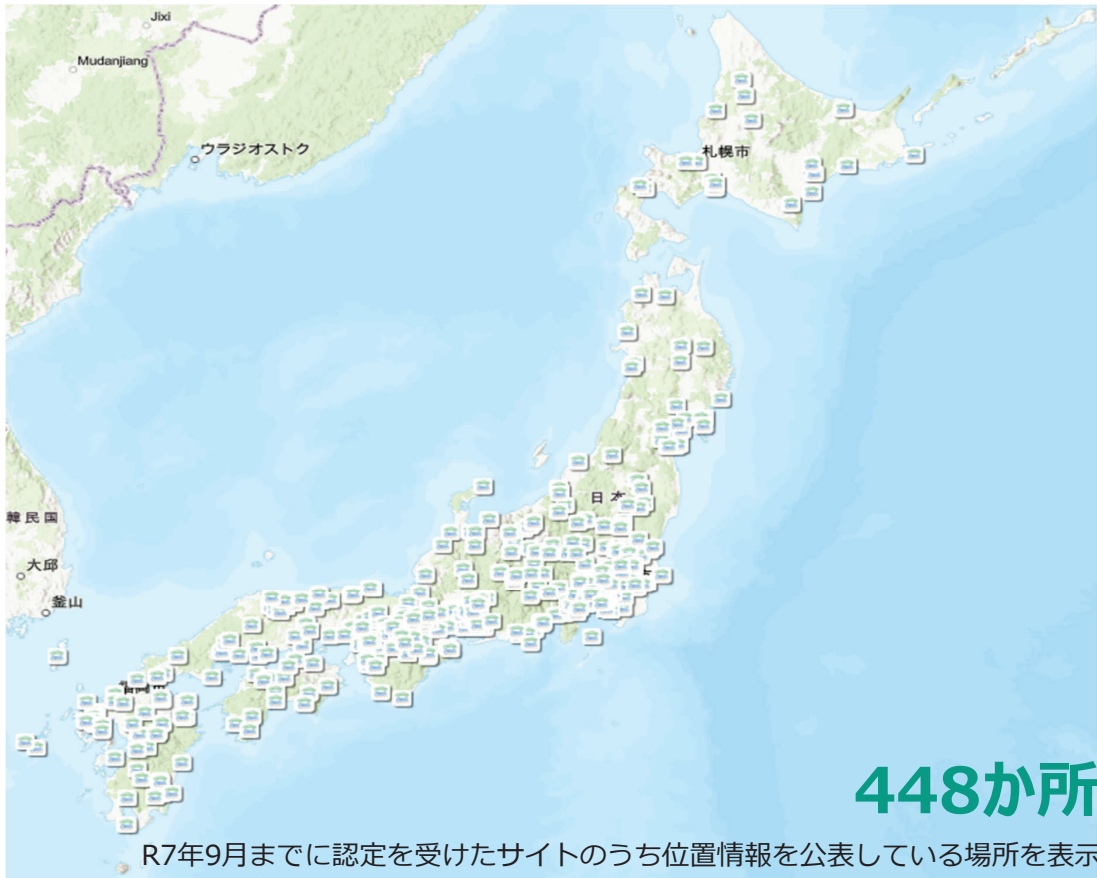 Jixi
Mudanjiang
ウラジオストク
札幌市
日本
韓民国
大邱
釜山
448か所
R7年9月までに認定を受けたサイトのうち位置情報を公表している場所を表示